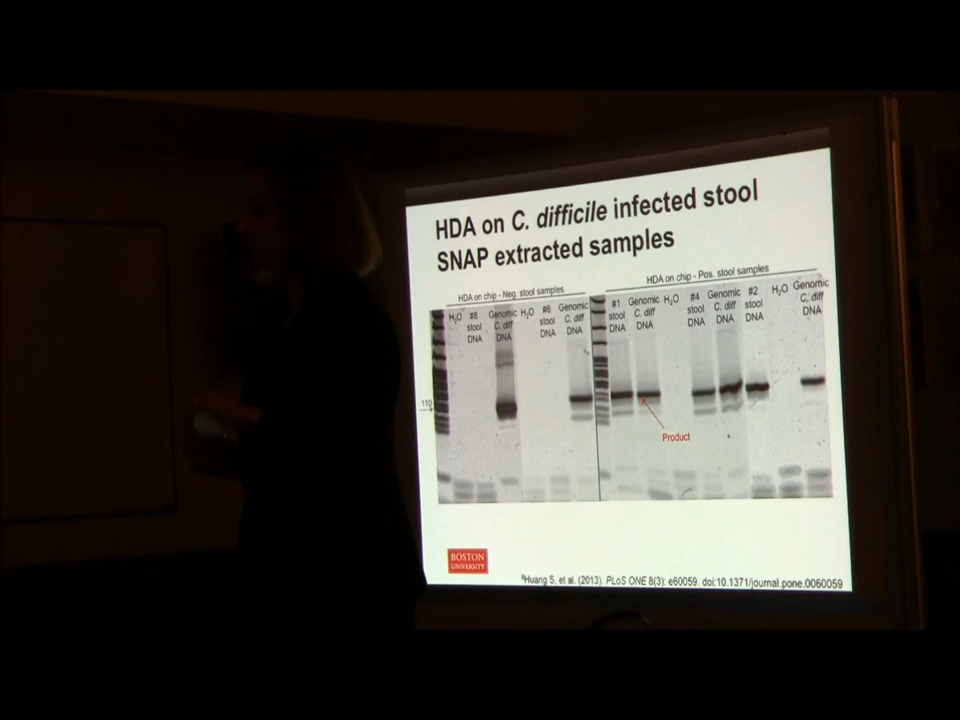 HDA on C. difficile infected stool
SNAP extracted samples
HDA on chip - Neg. stool samples
H₂O
#8
stool
DNA
Genomic
C. diff
DNA
H₂O
#6
stool
DNA
Genomic
C. diff
DNA
HDA on chip - Pos. stool samples
#1
stool
DNA
Genomic
C. diff
DNA
H₂O
#4
stool
DNA
Genomic
C. diff
DNA
#2
stool
DNA
H₂O
Genomic
C. diff
DNA
110
Product
BOSTON
UNIVERSITY
Huang S. et al. (2013). PLoS ONE 8(3): e60059. doi:10.1371/journal.pone.0060059